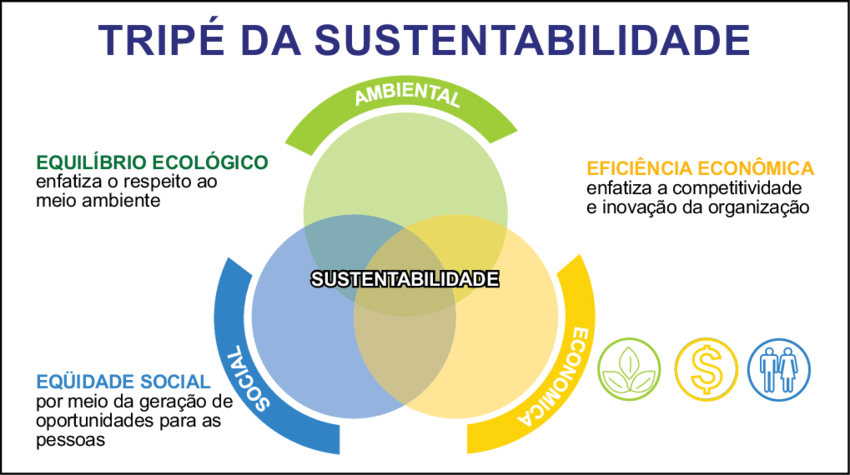 TRIPÉ DA SUSTENTABILIDADE
AMBIENTAL
EQUILÍBRIO ECOLÓGICO
enfatiza o respeito ao
meio ambiente
EFICIÊNCIA ECONÔMICA
enfatiza a competitividade
e inovação da organização
SUSTENTABILIDADE
SOCIAL
ECONOMICA
$
EQÜIDADE SOCIAL
por meio da geração de
oportunidades para as
pessoas